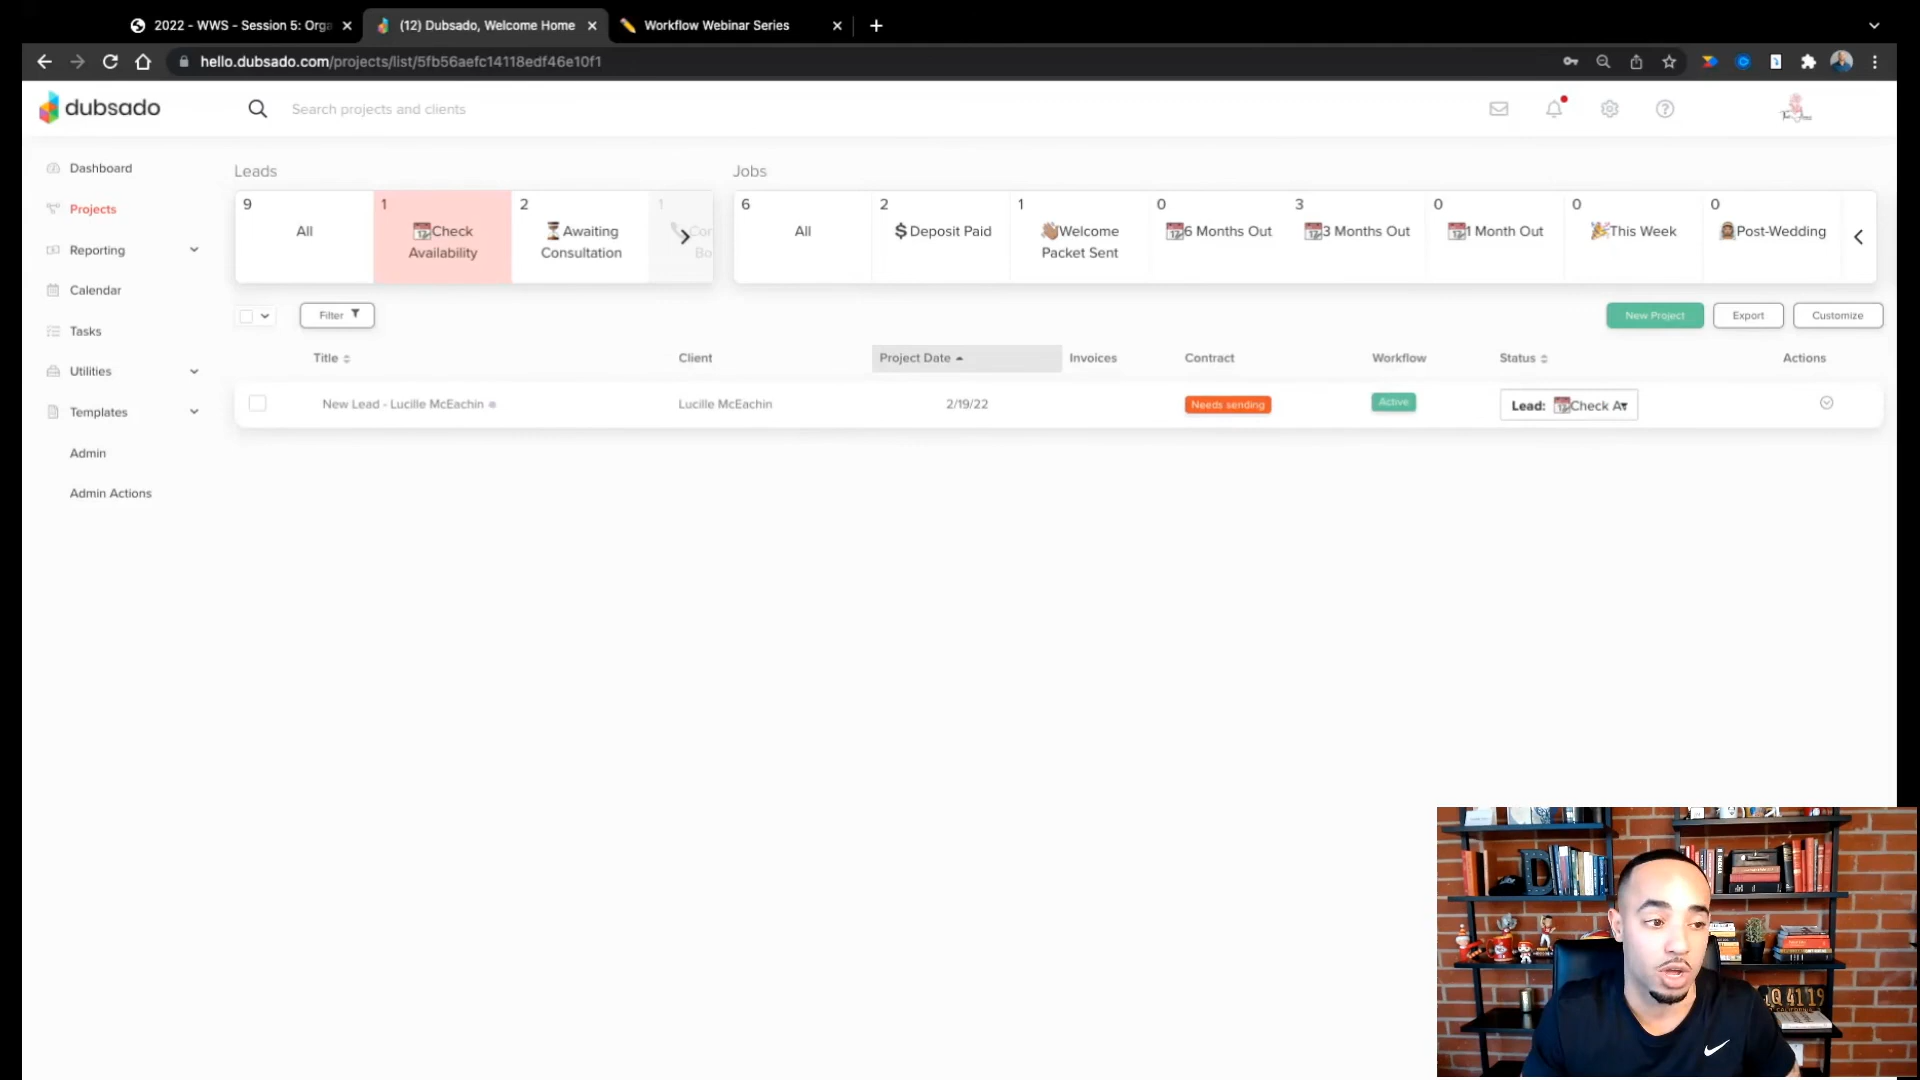 2022 - WWS - Session 5: Orga
(12) Dubsado, Welcome Home
Workflow Webinar Series
hello.dubsado.com/projects/list/5fb56aefc14118edf46e10f1
dubsado
Search projects and clients
Dashboard
Projects
Reporting
Calendar
Tasks
Utilities
Templates
Admin
Admin Actions
Leads
9
All
1
Check
Availability
2
Awaiting
Consultation
1
Con
Bo
Jobs
6
All
2
$ Deposit Paid
1
Welcome
Packet Sent
0
6 Months Out
3
3 Months Out
0
1 Month Out
0
This Week
0
Post-Wedding
Filter
New Project
Export
Customize
Title
Client
Project Date
Invoices
Contract
Workflow
Status
Actions
New Lead - Lucille McEachin
Lucille McEachin
2/19/22
Needs sending
Active
Lead: Check A
D
Q 41 19